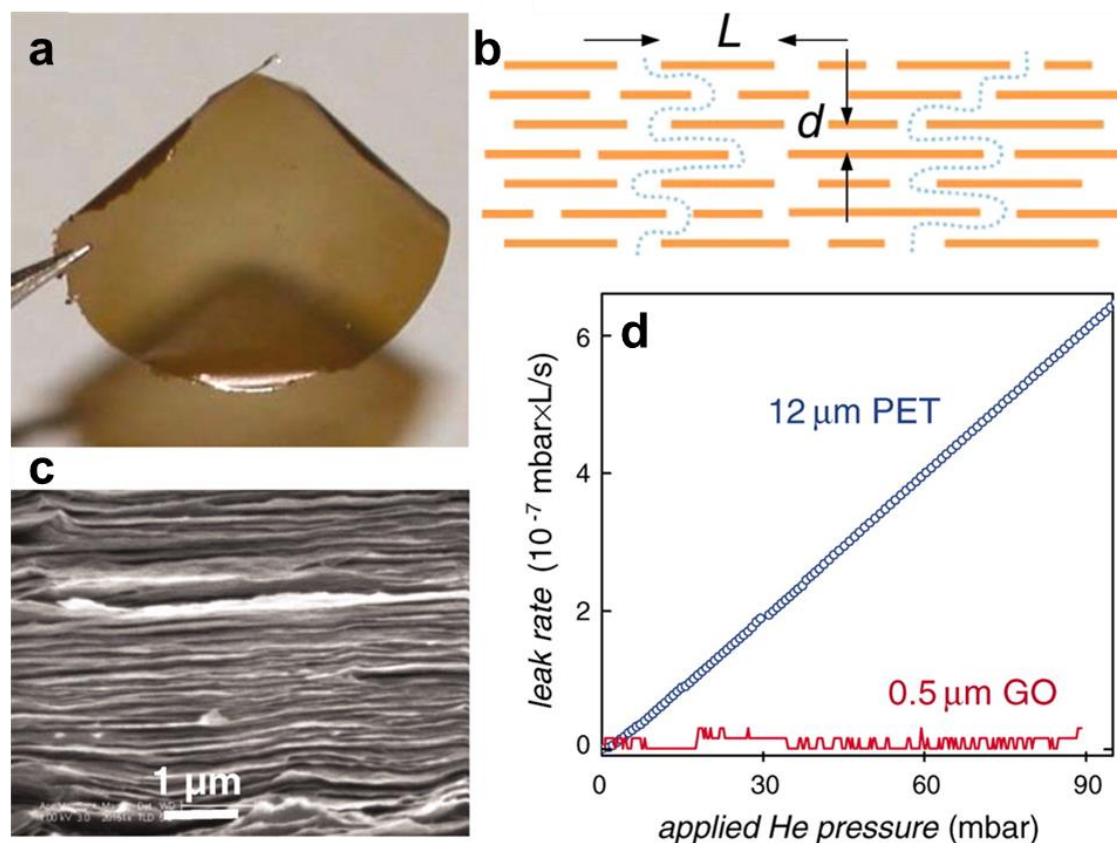 a
b
L
d
c
1 μm
d
6
4
2
0
12 μm PET
0.5 μm GO
0
30
60
90
leak rate (10⁻⁷ mbar×L/s)
applied He pressure (mbar)